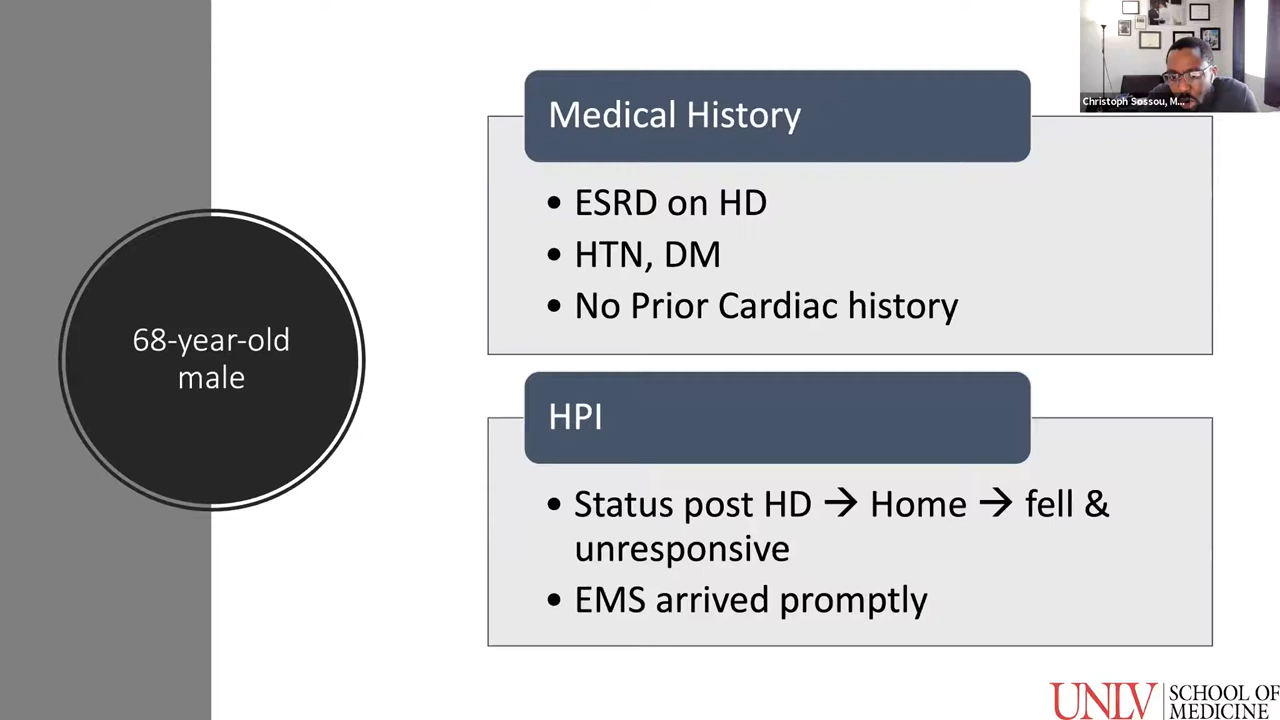 Christoph Sossou, M...
Medical History
• ESRD on HD
• HTN, DM
• No Prior Cardiac history
68-year-old
male
HPI
• Status post HD → Home → fell &
unresponsive
• EMS arrived promptly
UNLV SCHOOL OF
MEDICINE